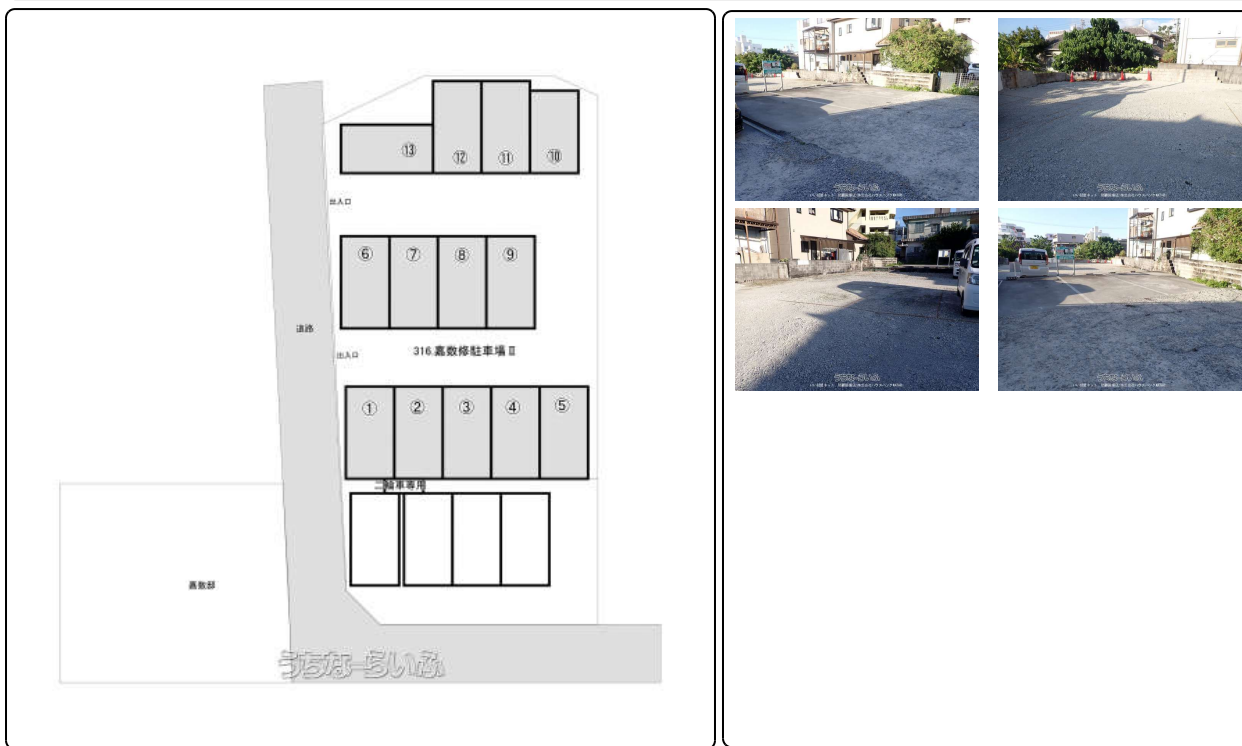 ⑬
⑫
⑪
⑩
出入口
⑥
⑦
⑧
⑨
道路
出入口
316.嘉数修駐車場Ⅱ
①
②
③
④
⑤
二輪車専用
嘉数邸
うちなーらいふ
うちなーらいふ
うちなーらいふ
うちなーらいふ
うちなーらいふ